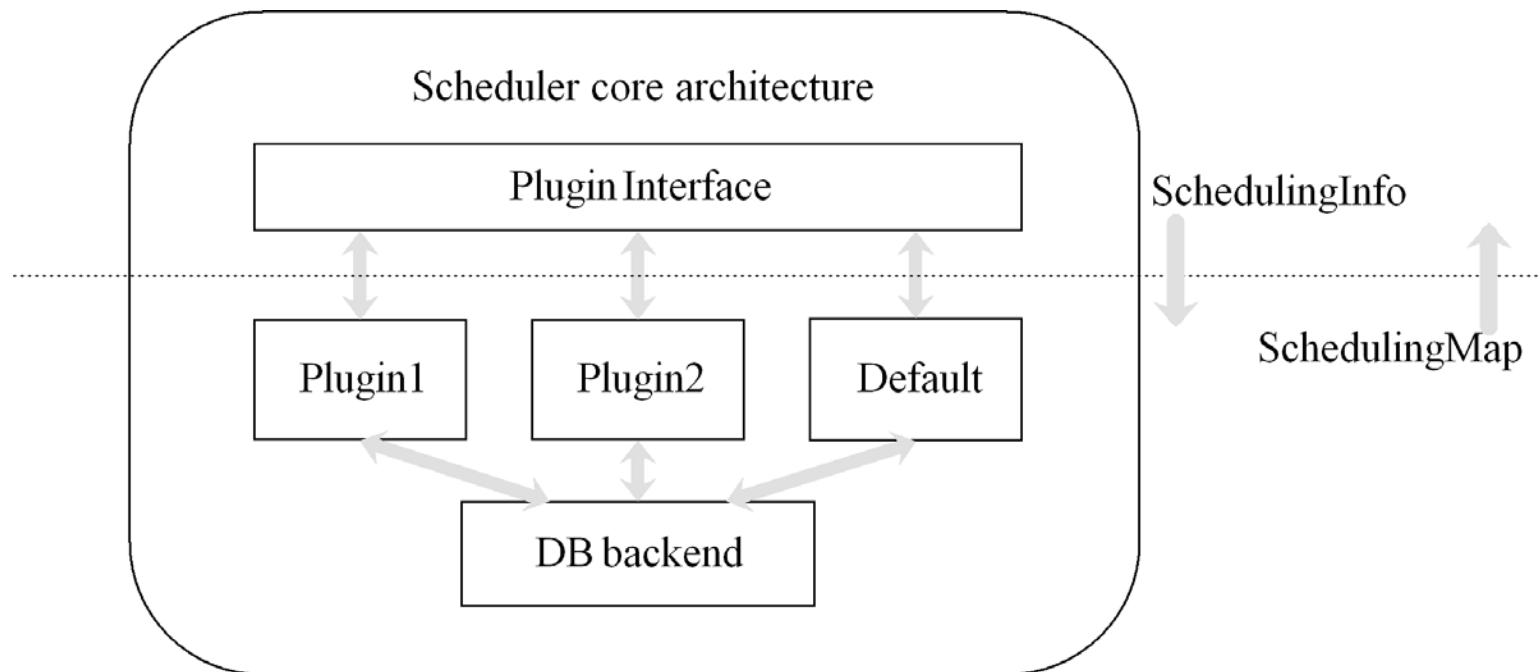 Scheduler core architecture
Plugin Interface
SchedulingInfo
Plugin1
Plugin2
Default
SchedulingMap
DB backend